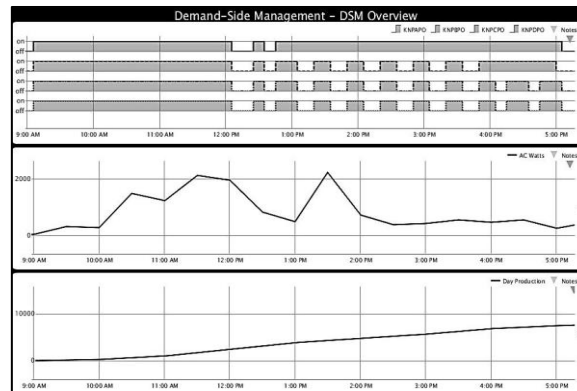 Demand-Side Management - DSM Overview
KNPAPO KNPBPO KNPCPO KNPDPO Notes
on
off
on
off
on
off
on
off
9:00 AM 10:00 AM 11:00 AM 12:00 PM 1:00 PM 2:00 PM 3:00 PM 4:00 PM 5:00 PM
AC Watts Notes
2000
0
9:00 AM 10:00 AM 11:00 AM 12:00 PM 1:00 PM 2:00 PM 3:00 PM 4:00 PM 5:00 PM
Day Production Notes
10000
0
9:00 AM 10:00 AM 11:00 AM 12:00 PM 1:00 PM 2:00 PM 3:00 PM 4:00 PM 5:00 PM